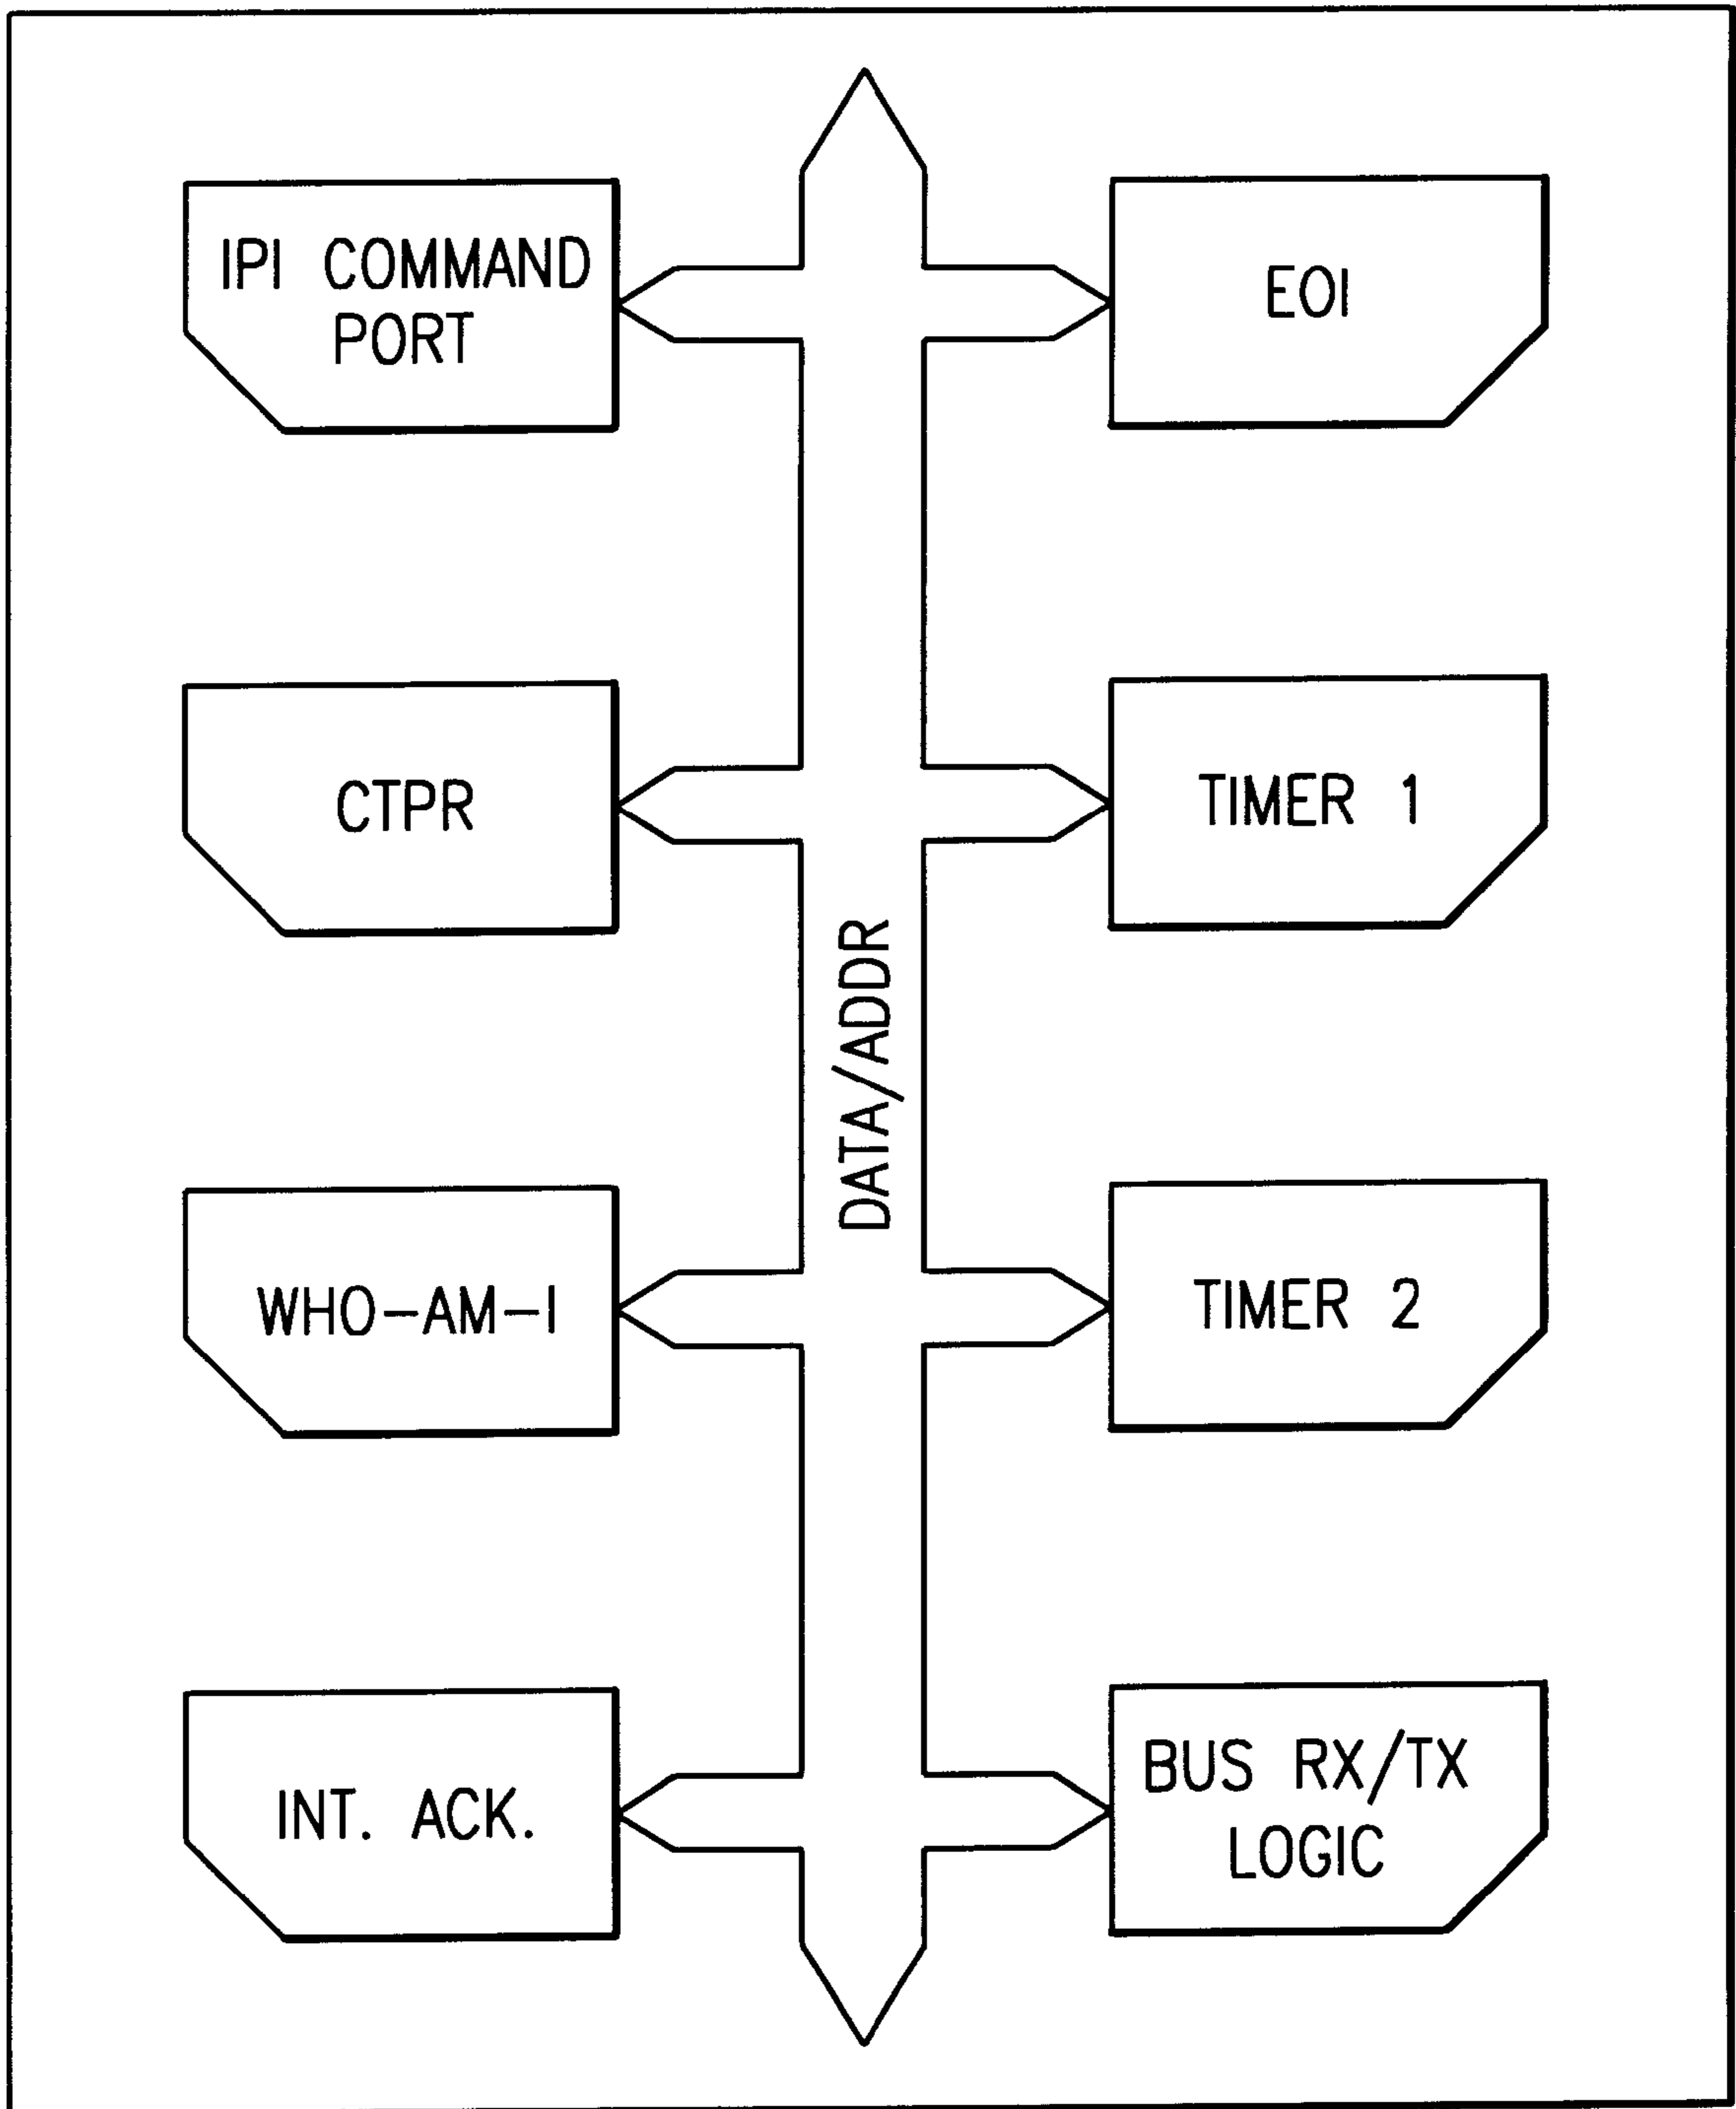 IPI COMMAND
PORT
EOI
CTPR
TIMER 1
DATA/ADDR
WHO-AM-I
TIMER 2
INT. ACK.
BUS RX/TX
LOGIC